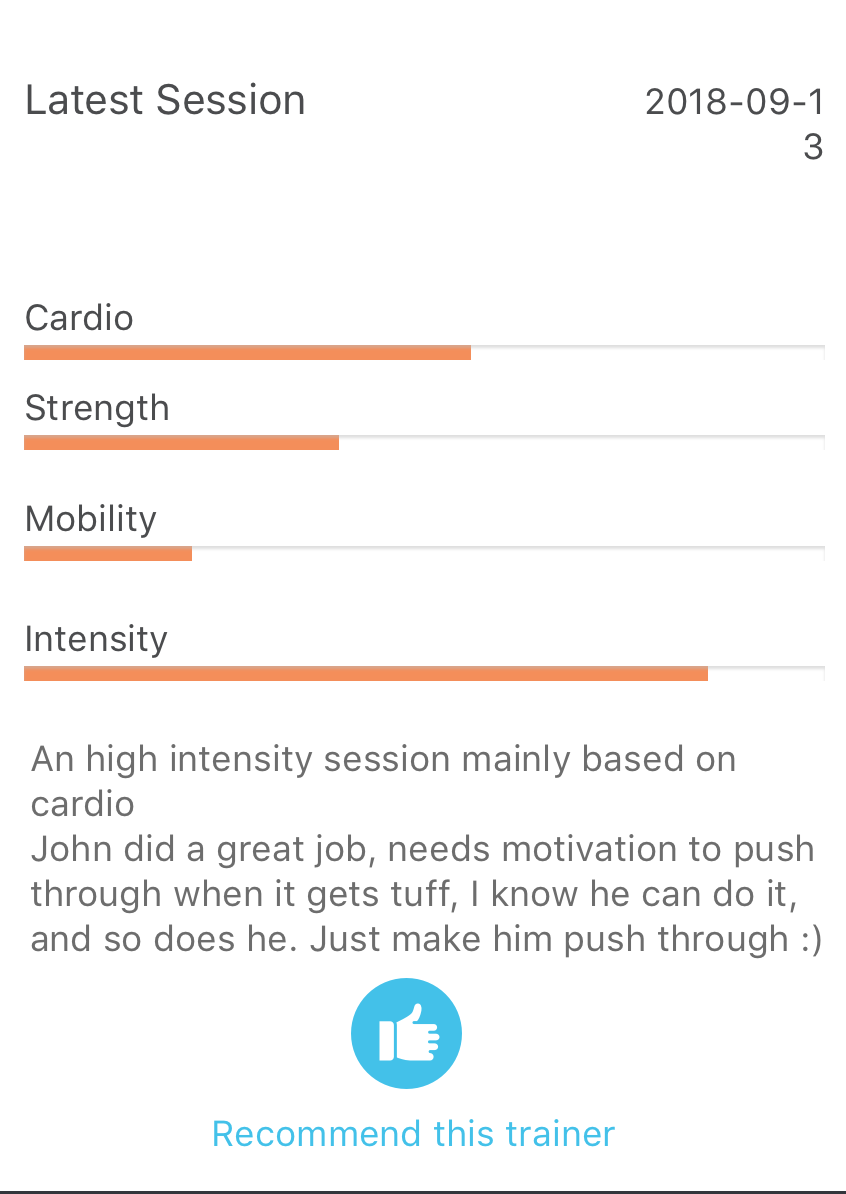 Latest Session
2018-09-1
3
Cardio
Strength
Mobility
Intensity
An high intensity session mainly based on
cardio
John did a great job, needs motivation to push
through when it gets tuff, I know he can do it,
and so does he. Just make him push through :)
Recommend this trainer